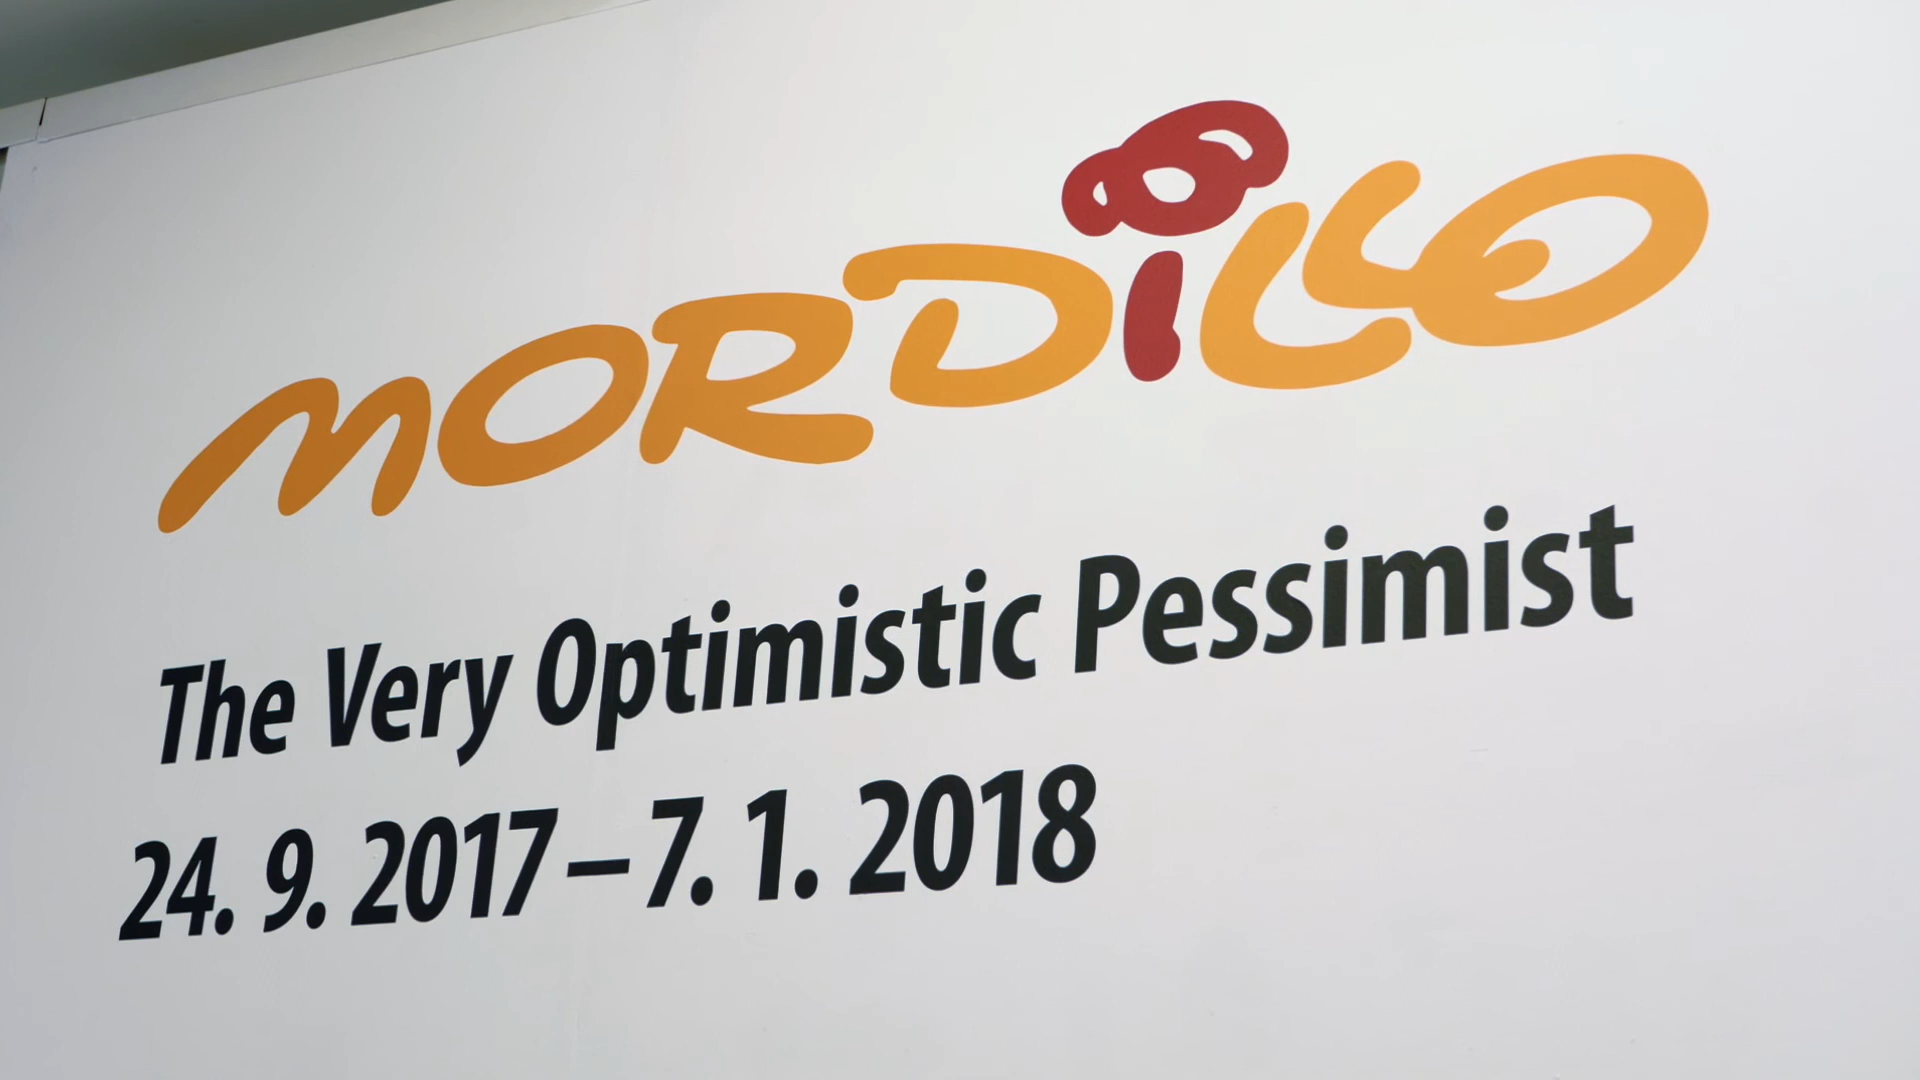 MORDiLLO
The Very Optimistic Pessimist
24. 9. 2017 – 7. 1. 2018